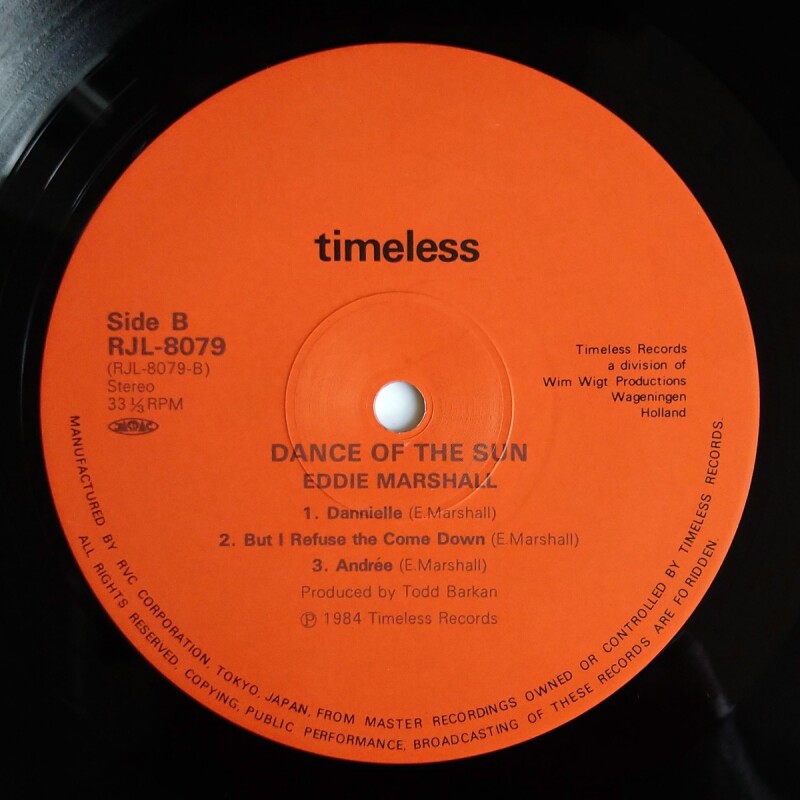 timeless
Side B
RJL-8079
(RJL-8079-B)
Stereo
33 ⅓ RPM
JASRAC
Timeless Records
a division of
Wim Wigt Productions
Wageningen
Holland
DANCE OF THE SUN
EDDIE MARSHALL
1. Dannielle (E.Marshall)
2. But I Refuse the Come Down (E.Marshall)
3. Andrée (E.Marshall)
Produced by Todd Barkan
Ⓟ 1984 Timeless Records
MANUFACTURED BY RVC CORPORATION, TOKYO, JAPAN, FROM MASTER RECORDINGS OWNED OR CONTROLLED BY TIMELESS RECORDS.
ALL RIGHTS RESERVED, COPYING, PUBLIC PERFORMANCE, BROADCASTING OF THESE RECORDS ARE FORIDDEN.